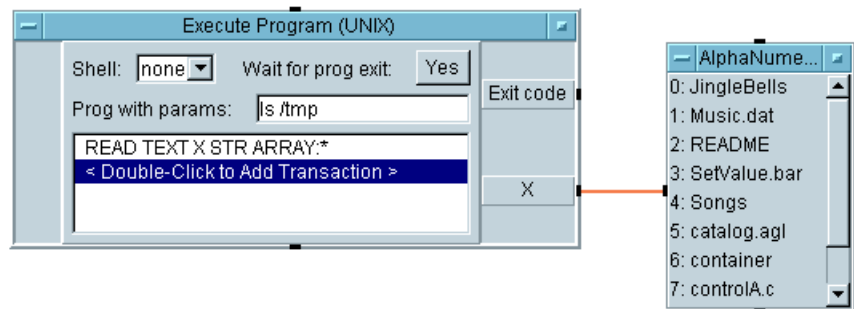 Execute Program (UNIX)
Shell: none Wait for prog exit: Yes
Prog with params: ls /tmp
READ TEXT X STR ARRAY:*
< Double-Click to Add Transaction >
Exit code
X
AlphaNume...
0: JingleBells
1: Music.dat
2: README
3: SetValue.bar
4: Songs
5: catalog.agl
6: container
7: controlA.c